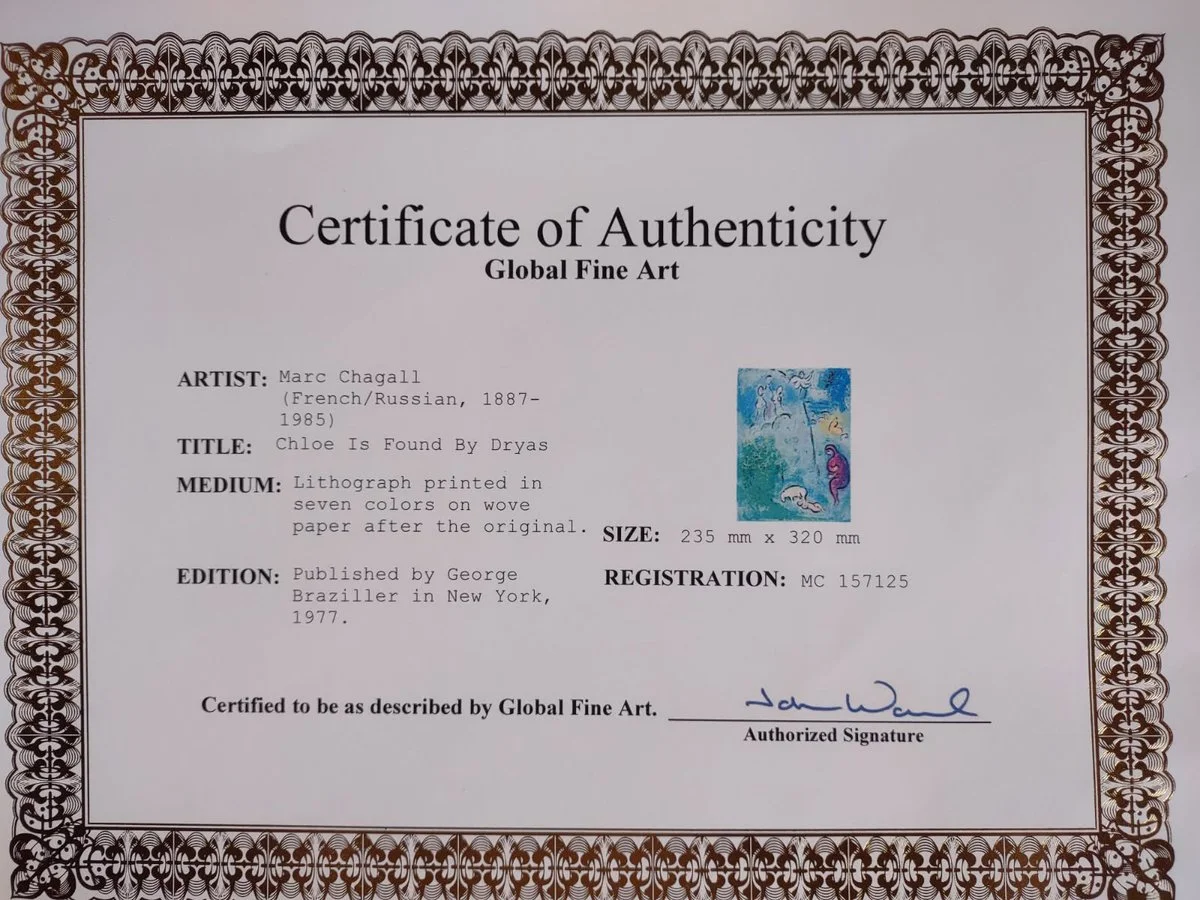 Certificate of Authenticity
Global Fine Art
ARTIST: Marc Chagall
(French/Russian, 1887-
1985)
TITLE: Chloe Is Found By Dryas
MEDIUM: Lithograph printed in
seven colors on wove
paper after the original.
SIZE: 235 mm x 320 mm
EDITION: Published by George
Braziller in New York,
1977.
REGISTRATION: MC 157125
Certified to be as described by Global Fine Art.
Authorized Signature